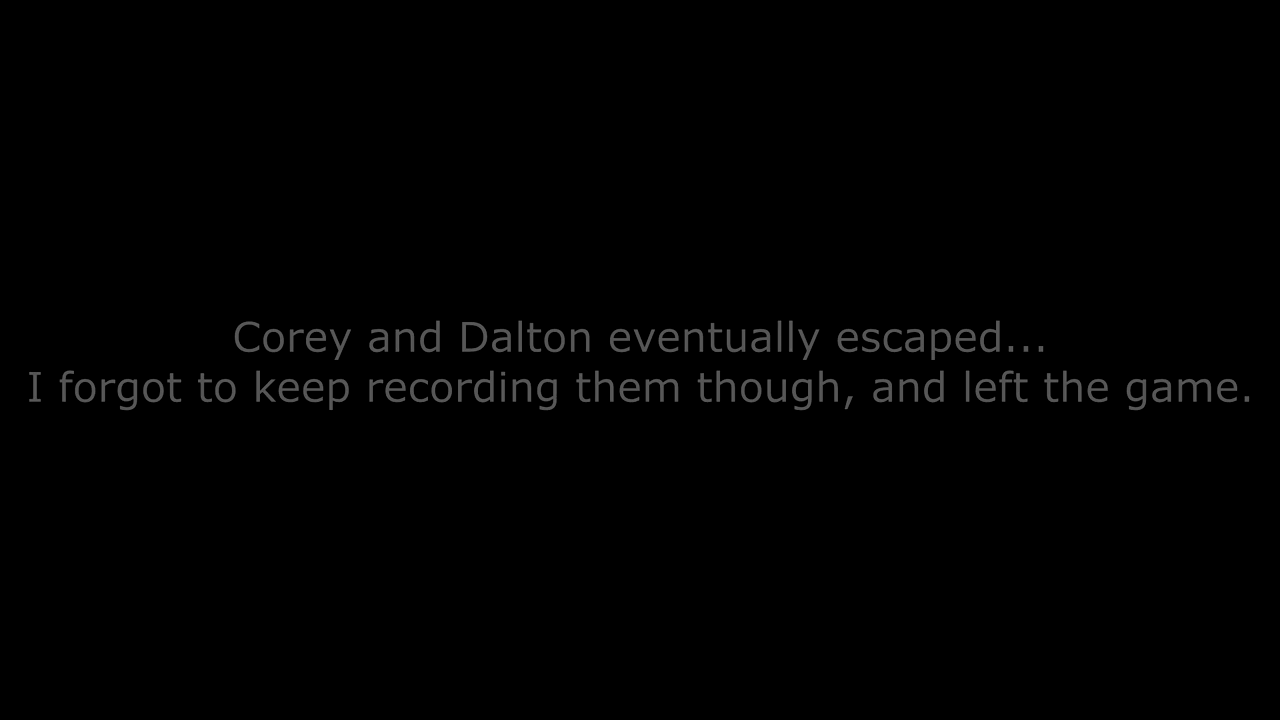 Corey and Dalton eventually escaped...
I forgot to keep recording them though, and left the game.